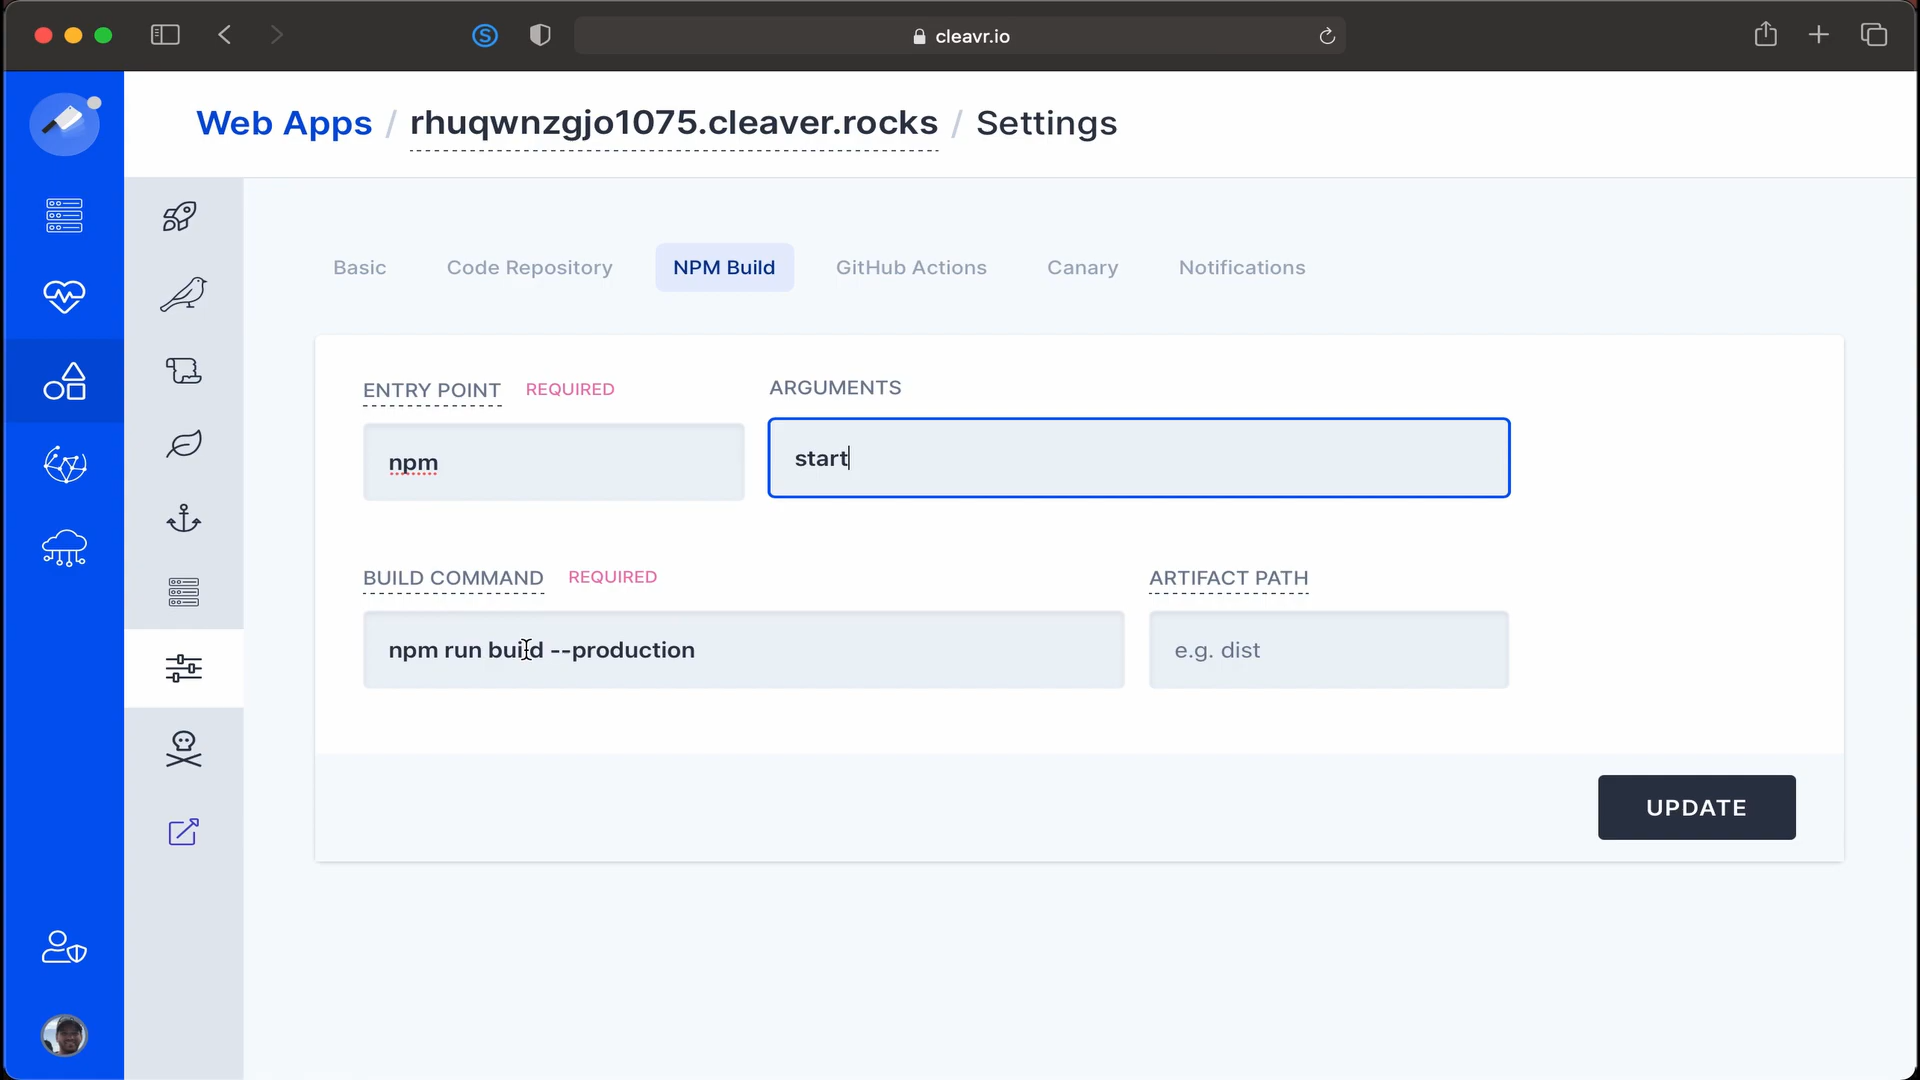 S
cleavr.io
Web Apps / rhuqwnzgjo1075.cleaver.rocks / Settings
Basic Code Repository NPM Build GitHub Actions Canary Notifications
ENTRY POINT REQUIRED ARGUMENTS
npm start
BUILD COMMAND REQUIRED ARTIFACT PATH
npm run build --production e.g. dist
UPDATE